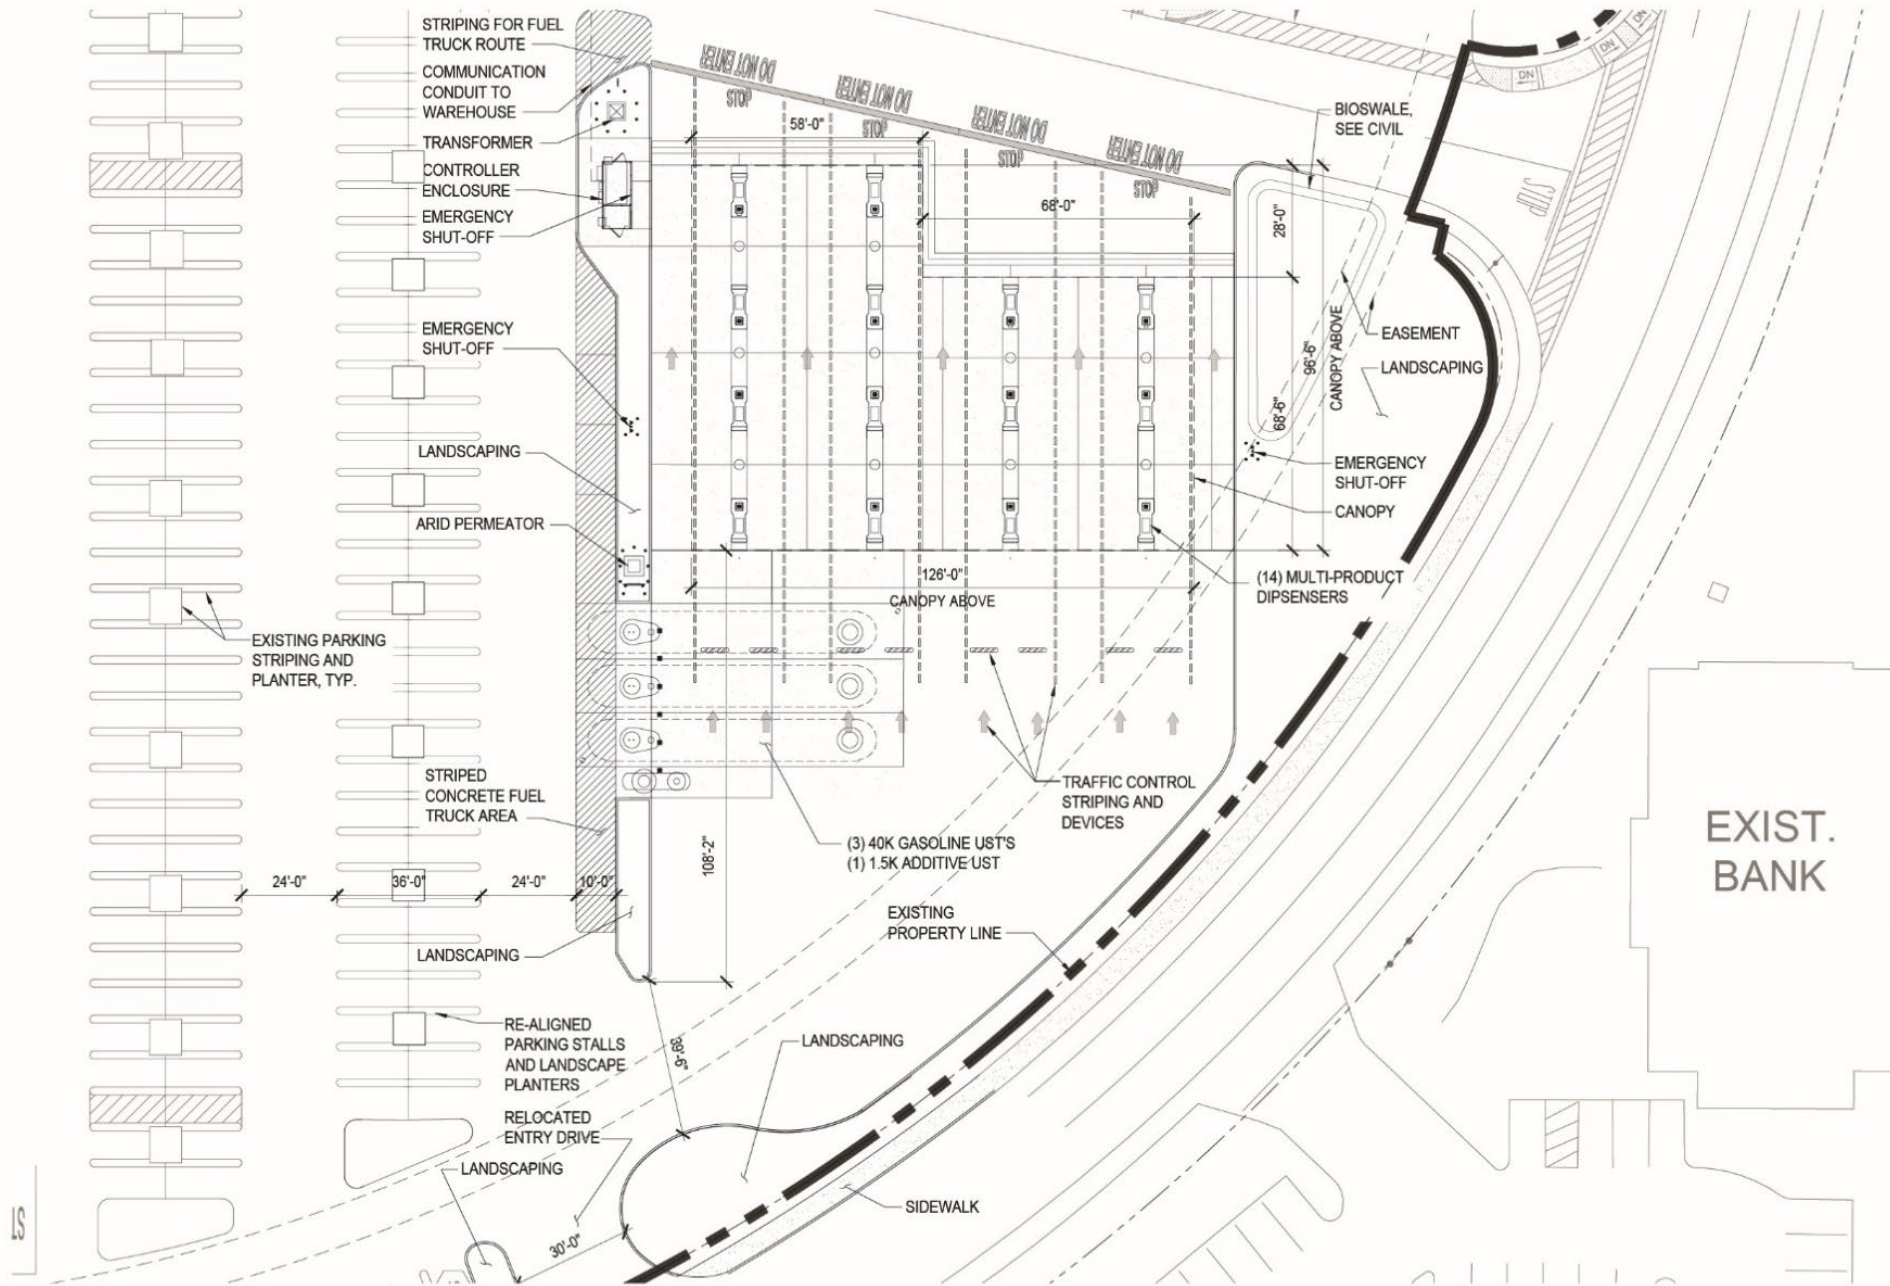 STRIPING FOR FUEL
TRUCK ROUTE
COMMUNICATION
CONDUIT TO
WAREHOUSE
TRANSFORMER
CONTROLLER
ENCLOSURE
EMERGENCY
SHUT-OFF
EMERGENCY
SHUT-OFF
LANDSCAPING
ARID PERMEATOR
EXISTING PARKING
STRIPING AND
PLANTER, TYP.
STRIPED
CONCRETE FUEL
TRUCK AREA
24'-0"
36'-0"
24'-0"
10'-0"
LANDSCAPING
RE-ALIGNED
PARKING STALLS
AND LANDSCAPE
PLANTERS
RELOCATED
ENTRY DRIVE
LANDSCAPING
30'-0"
39'-6"
108'-2"
DO NOT ENTER
STOP
DO NOT ENTER
STOP
DO NOT ENTER
STOP
DO NOT ENTER
STOP
58'-0"
68'-0"
28'-0"
96'-6"
CANOPY ABOVE
68'-6"
126'-0"
CANOPY ABOVE
BIOSWALE,
SEE CIVIL
DN
DN
DN
STOP
EASEMENT
LANDSCAPING
EMERGENCY
SHUT-OFF
CANOPY
(14) MULTI-PRODUCT
DIPSENSERS
TRAFFIC CONTROL
STRIPING AND
DEVICES
(3) 40K GASOLINE UST'S
(1) 1.5K ADDITIVE UST
EXISTING
PROPERTY LINE
LANDSCAPING
SIDEWALK
EXIST.
BANK
ST